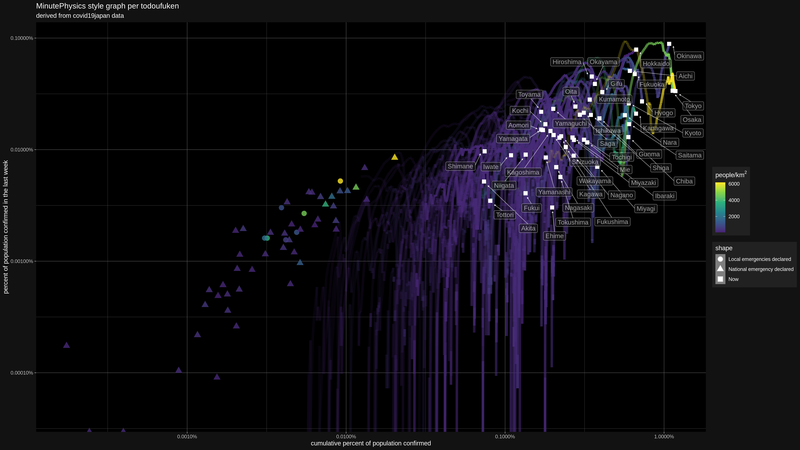 MinutePhysics style graph per todoufuken
derived from covid19japan data
percent of population confirmed in the last week
0.10000%
0.01000%
0.00100%
0.00010%
Okinawa
Hiroshima
Okayama
Hokkaido
Aichi
Gifu
Fukuoka
Toyama
Oita
Kumamoto
Tokyo
Kochi
Hyogo
Osaka
Aomori
Yamaguchi
Kanagawa
Ishikawa
Kyoto
Yamagata
Saga
Nara
Shimane
Iwate
Shizuoka
Tochigi
Gunma
Saitama
Kagoshima
Mie
Shiga
Niigata
Wakayama
Miyazaki
Chiba
Yamanashi
Kagawa
Nagano
Ibaraki
Tottori
Fukui
Nagasaki
Miyagi
Akita
Tokushima
Fukushima
Ehime
0.0010%
0.0100%
0.1000%
1.0000%
cumulative percent of population confirmed
people/km²
6000
4000
2000
shape
Local emergencies declared
National emergency declared
Now